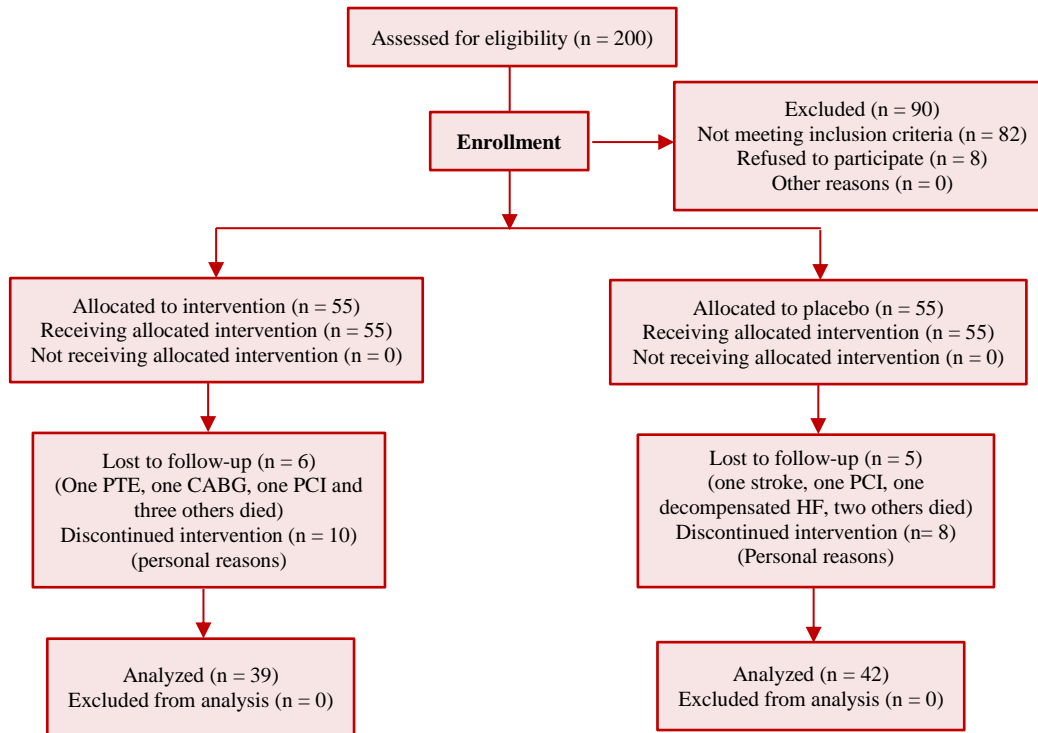 Assessed for eligibility (n = 200)
Enrollment
Excluded (n = 90)
Not meeting inclusion criteria (n = 82)
Refused to participate (n = 8)
Other reasons (n = 0)
Allocated to intervention (n = 55)
Receiving allocated intervention (n = 55)
Not receiving allocated intervention (n = 0)
Allocated to placebo (n = 55)
Receiving allocated intervention (n = 55)
Not receiving allocated intervention (n = 0)
Lost to follow-up (n = 6)
(One PTE, one CABG, one PCI and
three others died)
Discontinued intervention (n = 10)
(personal reasons)
Lost to follow-up (n = 5)
(one stroke, one PCI, one
decompensated HF, two others died)
Discontinued intervention (n= 8)
(Personal reasons)
Analyzed (n = 39)
Excluded from analysis (n = 0)
Analyzed (n = 42)
Excluded from analysis (n = 0)